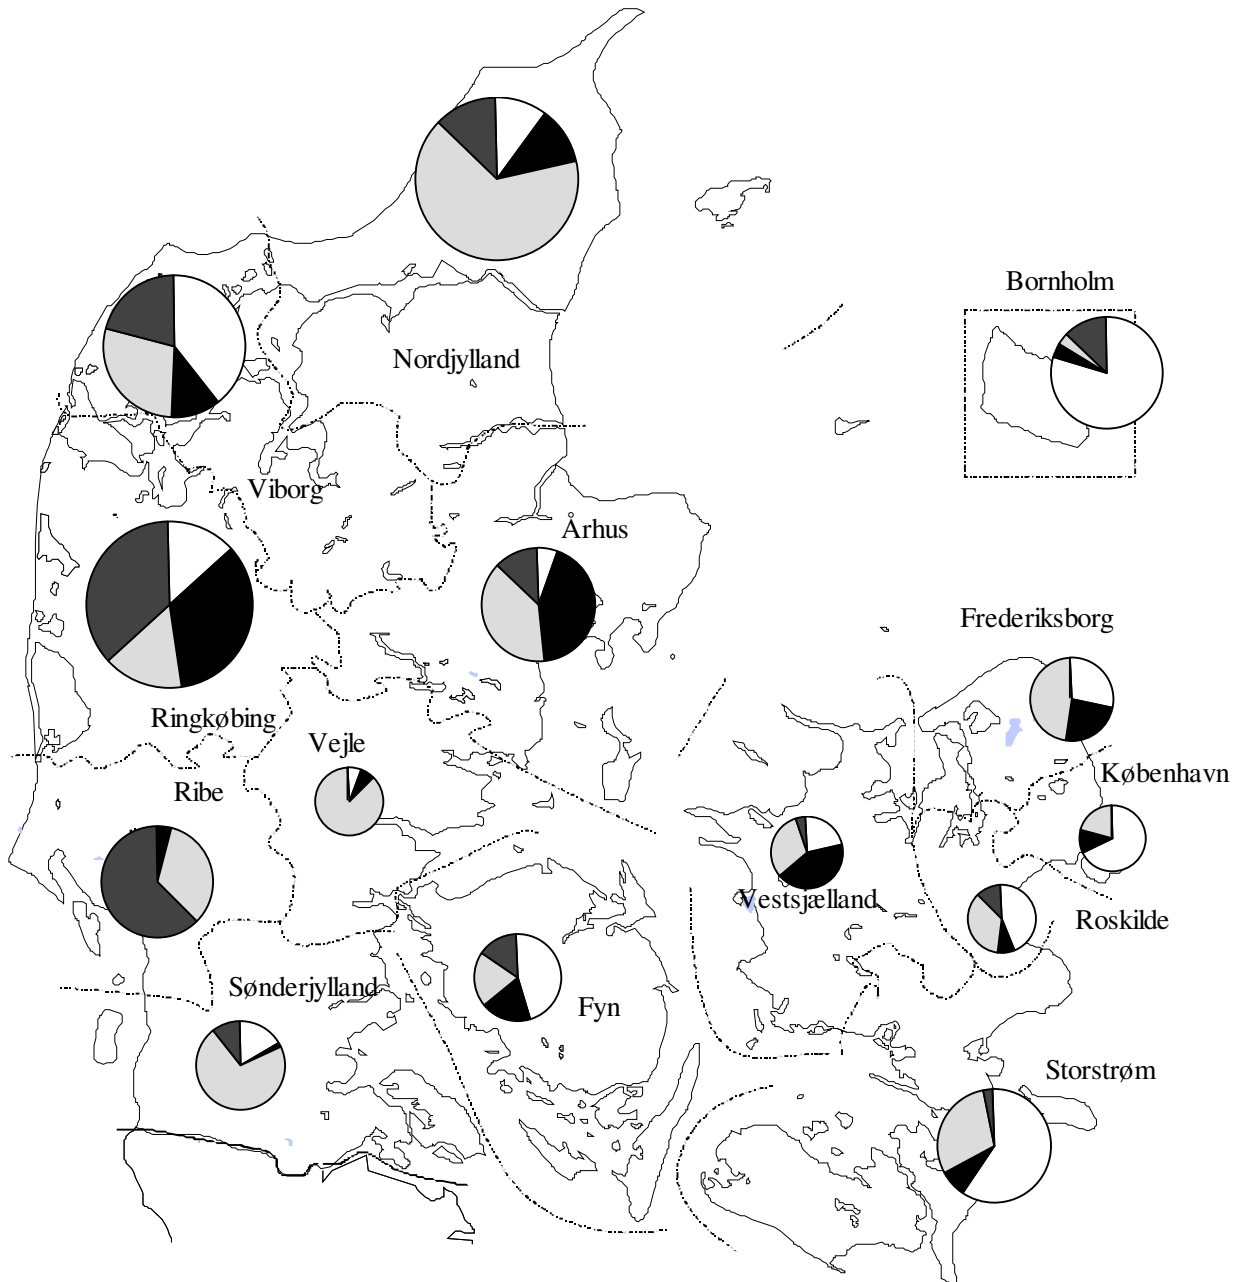 Bornholm
Nordjylland
Viborg
Århus
Frederiksborg
Ringkøbing
Vejle
København
Ribe
Vestsjælland
Roskilde
Sønderjylland
Fyn
Storstrøm